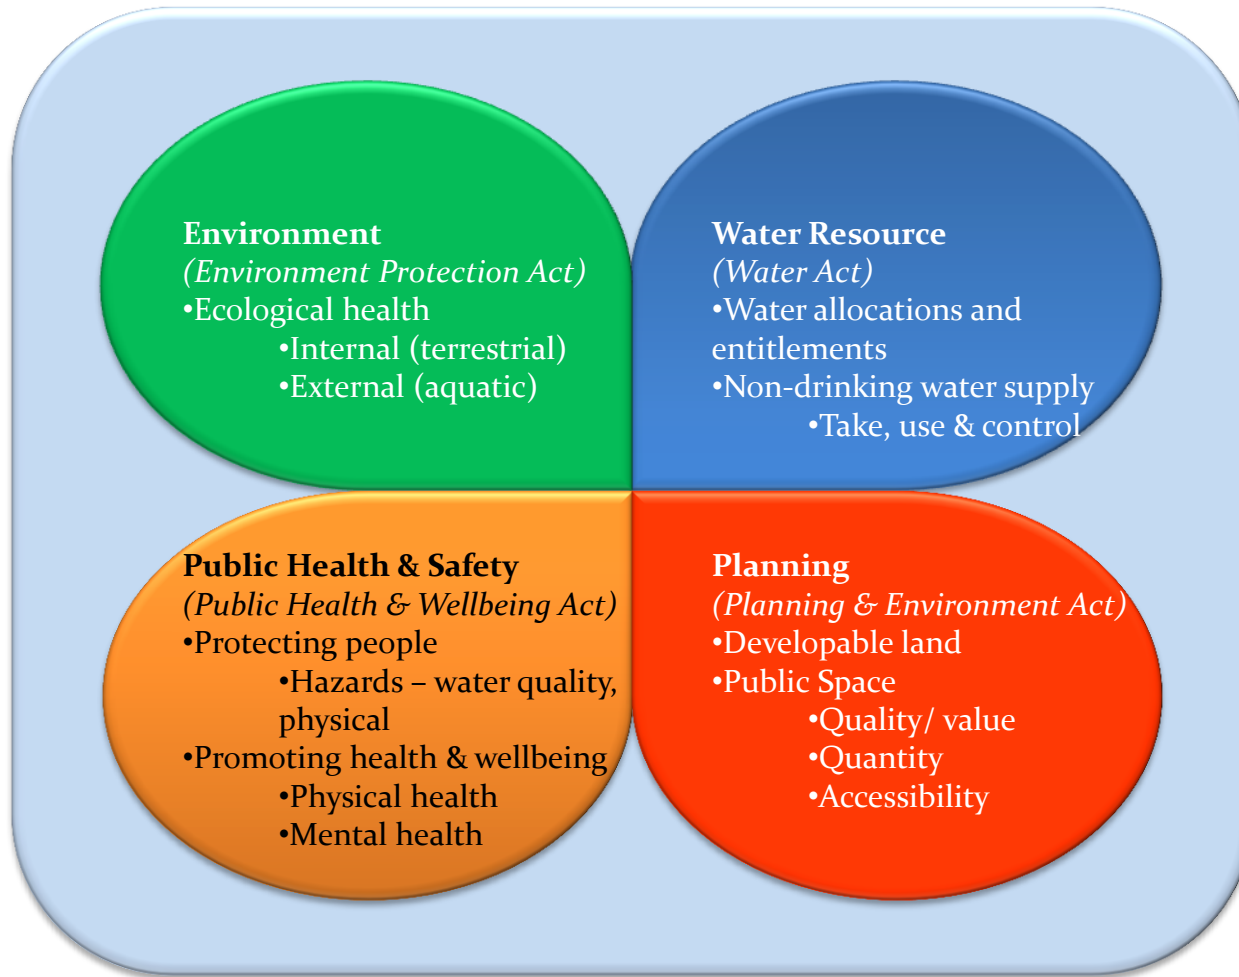 Environment
(Environment Protection Act)
•Ecological health
•Internal (terrestrial)
•External (aquatic)
Water Resource
(Water Act)
•Water allocations and
entitlements
•Non-drinking water supply
•Take, use & control
Public Health & Safety
(Public Health & Wellbeing Act)
•Protecting people
•Hazards – water quality,
physical
•Promoting health & wellbeing
•Physical health
•Mental health
Planning
(Planning & Environment Act)
•Developable land
•Public Space
•Quality/ value
•Quantity
•Accessibility